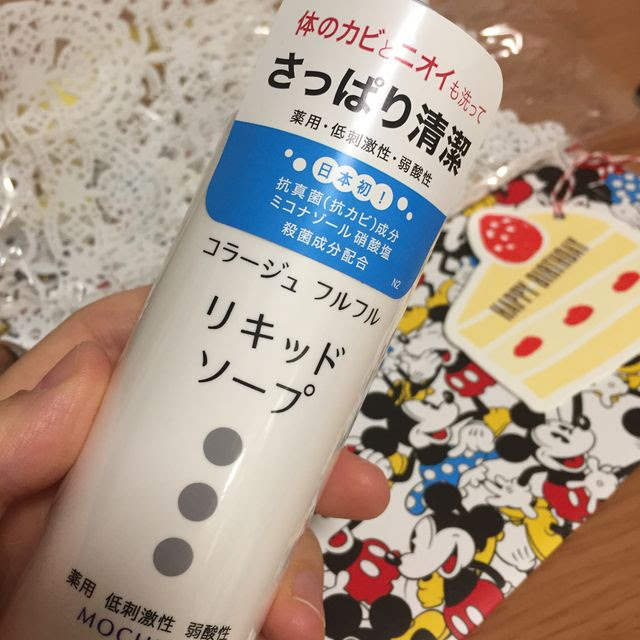 体のカビとニオイも洗って
さっぱり清潔
薬用・低刺激性・弱酸性
日本初!
抗真菌(抗カビ)成分
ミコナゾール硝酸塩
殺菌成分配合
N2
コラージュ フルフル
リキッド
ソープ
薬用 低刺激性 弱酸性
HAPPY BIRTHDAY